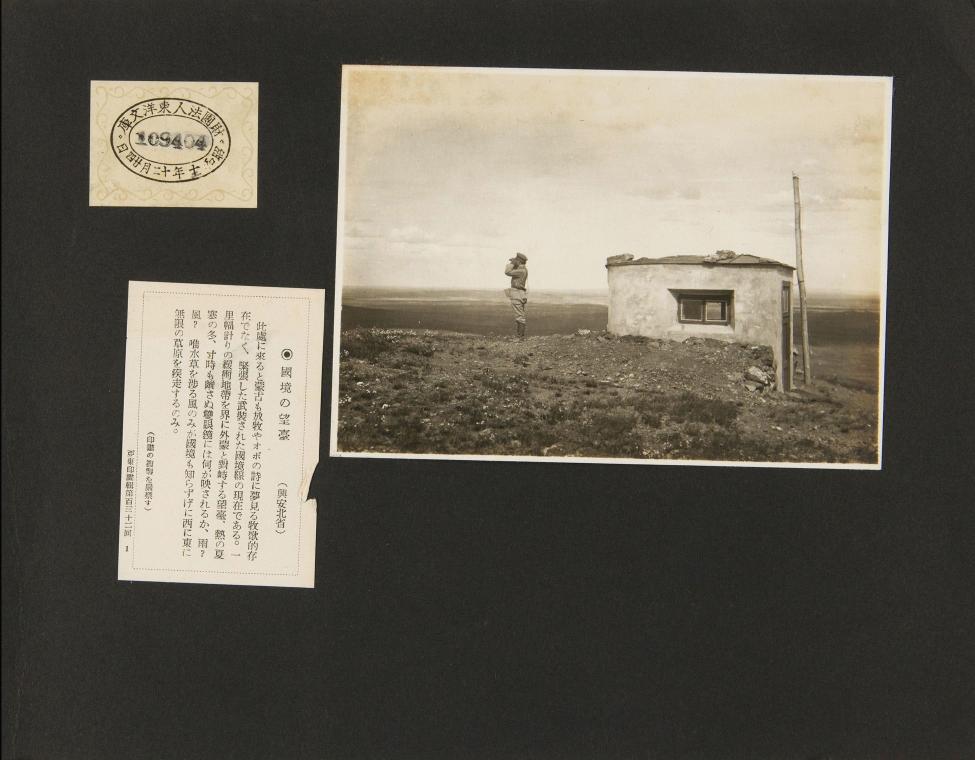 財團法人東洋文庫
109404
昭和十一年十二月廿四日
◉國境の望臺
(興安北省)
此處に來ると蒙古も放牧やオボの詩に夢見る牧歌的存
在でなく、緊張した武裝された國境線の現在である。一
里幅計りの緩衝地帶を界に外蒙と對峙する望臺、熱の夏
寒の冬、寸時も離さぬ雙眼鏡には何が映されるか、雨?
風? 唯水草を渉る風のみが國境も知らずげに西に東に
無限の草原を疾走するのみ。
(印畫の複製を嚴禁す)
亞東印畫輯第百三十二回 1